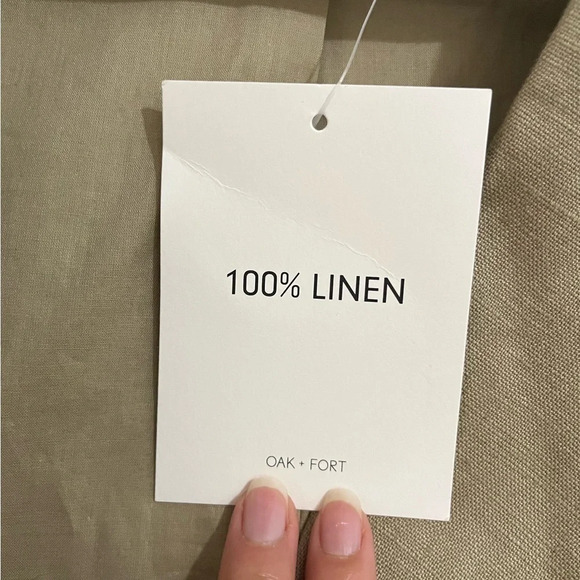 100% LINEN
OAK + FORT